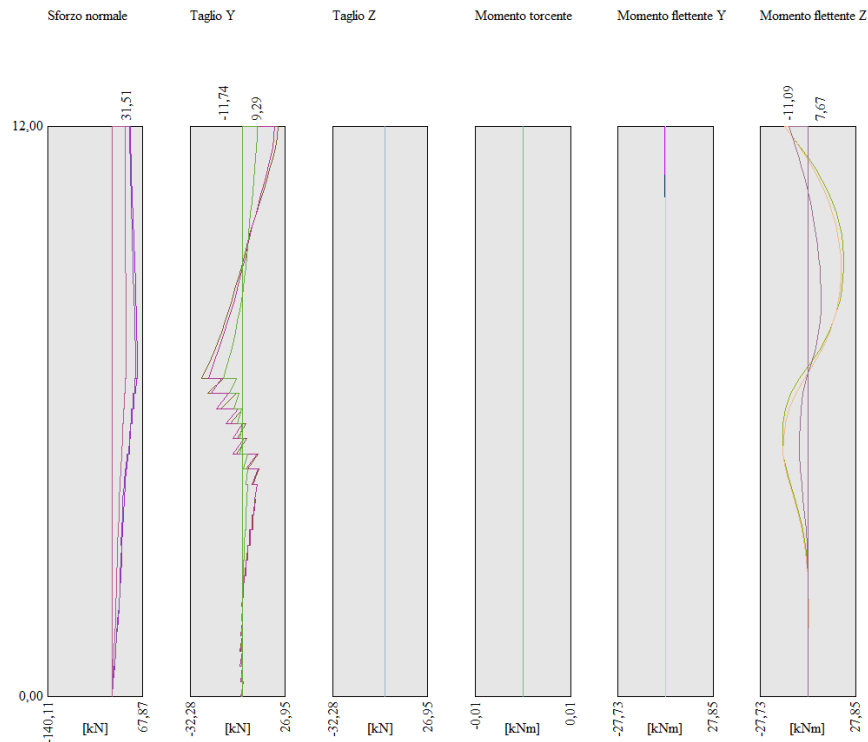 Sforzo normale
Taglio Y
Taglio Z
Momento torcente
Momento flettente Y
Momento flettente Z
31,51
-11,74
9,29
-11,09
7,67
12,00
0,00
-140,11
[kN]
67,87
-32,28
[kN]
26,95
-32,28
[kN]
26,95
-0,01
[kNm]
0,01
-27,73
[kNm]
27,85
-27,73
[kNm]
27,85